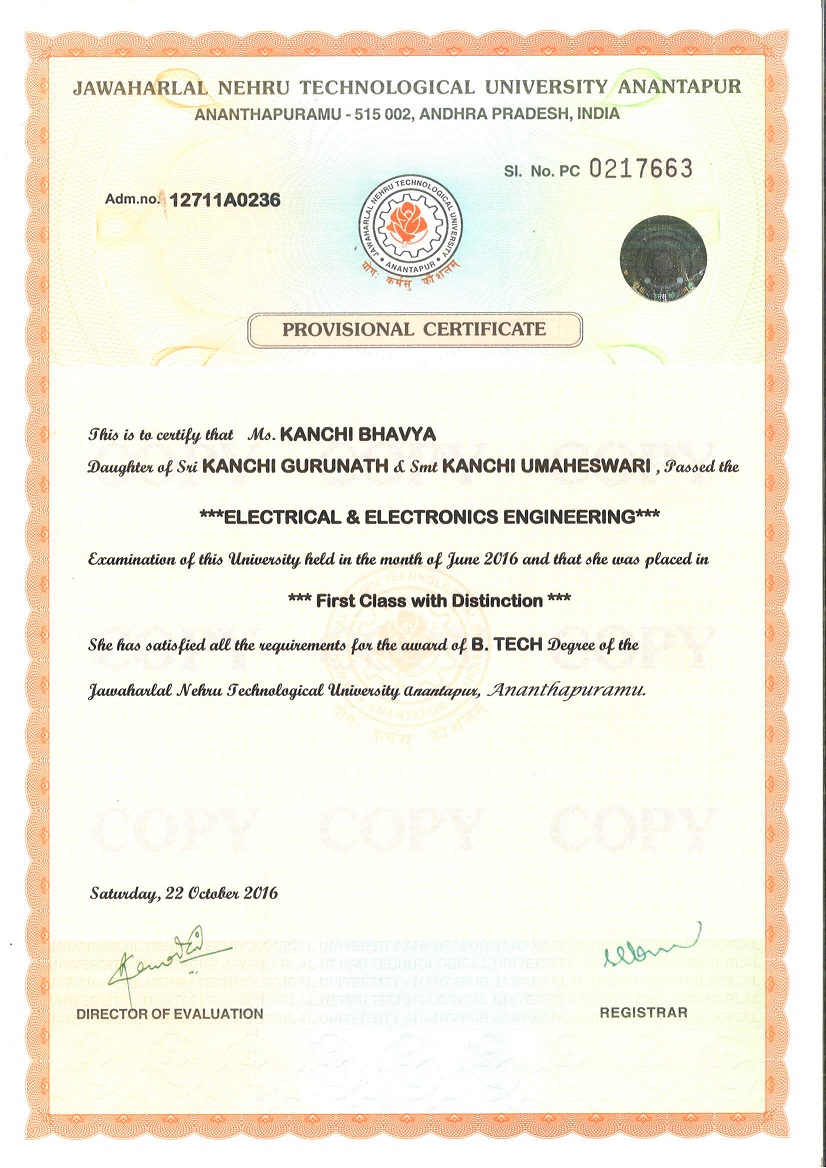 JAWAHARLAL NEHRU TECHNOLOGICAL UNIVERSITY ANANTAPUR
ANANTHAPURAMU - 515 002, ANDHRA PRADESH, INDIA
Sl. No. PC 0217663
Adm.no. 12711A0236
JAWAHARLAL NEHRU TECHNOLOGICAL UNIVERSITY
ANANTAPUR
योगः कर्मसु कौशलम्
PROVISIONAL CERTIFICATE
This is to certify that Ms. KANCHI BHAVYA
Daughter of Sri KANCHI GURUNATH & Smt KANCHI UMAHESWARI , Passed the
***ELECTRICAL & ELECTRONICS ENGINEERING***
Examination of this University held in the month of June 2016 and that she was placed in
*** First Class with Distinction ***
She has satisfied all the requirements for the award of B. TECH Degree of the
Jawaharlal Nehru Technological University Anantapur, Ananthapuramu.
COPY COPY COPY
Saturday, 22 October 2016
DIRECTOR OF EVALUATION
REGISTRAR